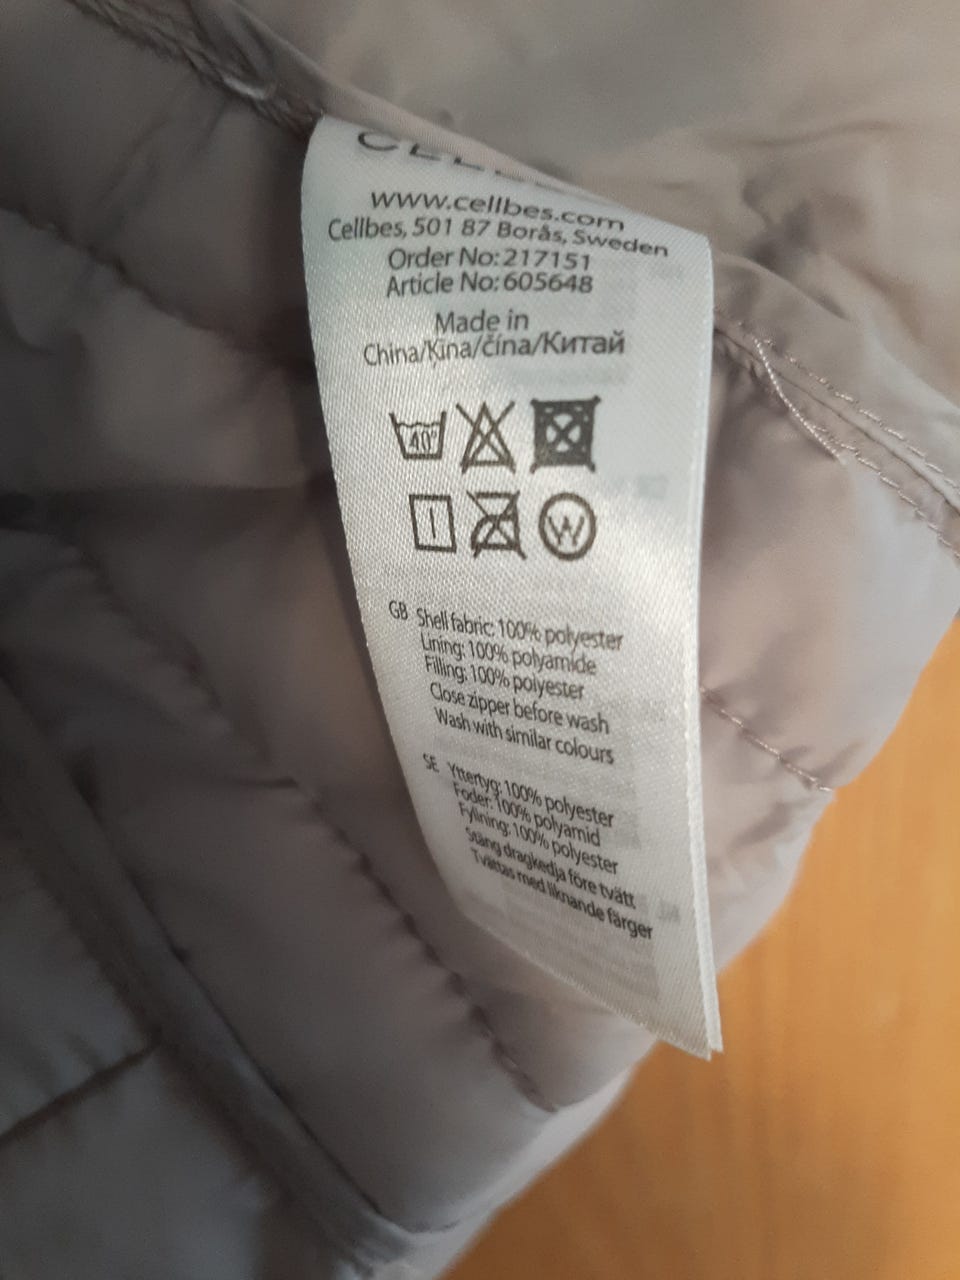 www.cellbes.com
Cellbes, 501 87 Borås, Sweden
Order No: 217151
Article No: 605648
Made in
China/Ķīna/čína/Китай
40°
W
GB Shell fabric: 100% polyester
Lining: 100% polyamide
Filling: 100% polyester
Close zipper before wash
Wash with similar colours
SE Yttertyg: 100% polyester
Foder: 100% polyamid
Fyllning: 100% polyester
Stäng dragkedja före tvätt
Tvättas med liknande färger